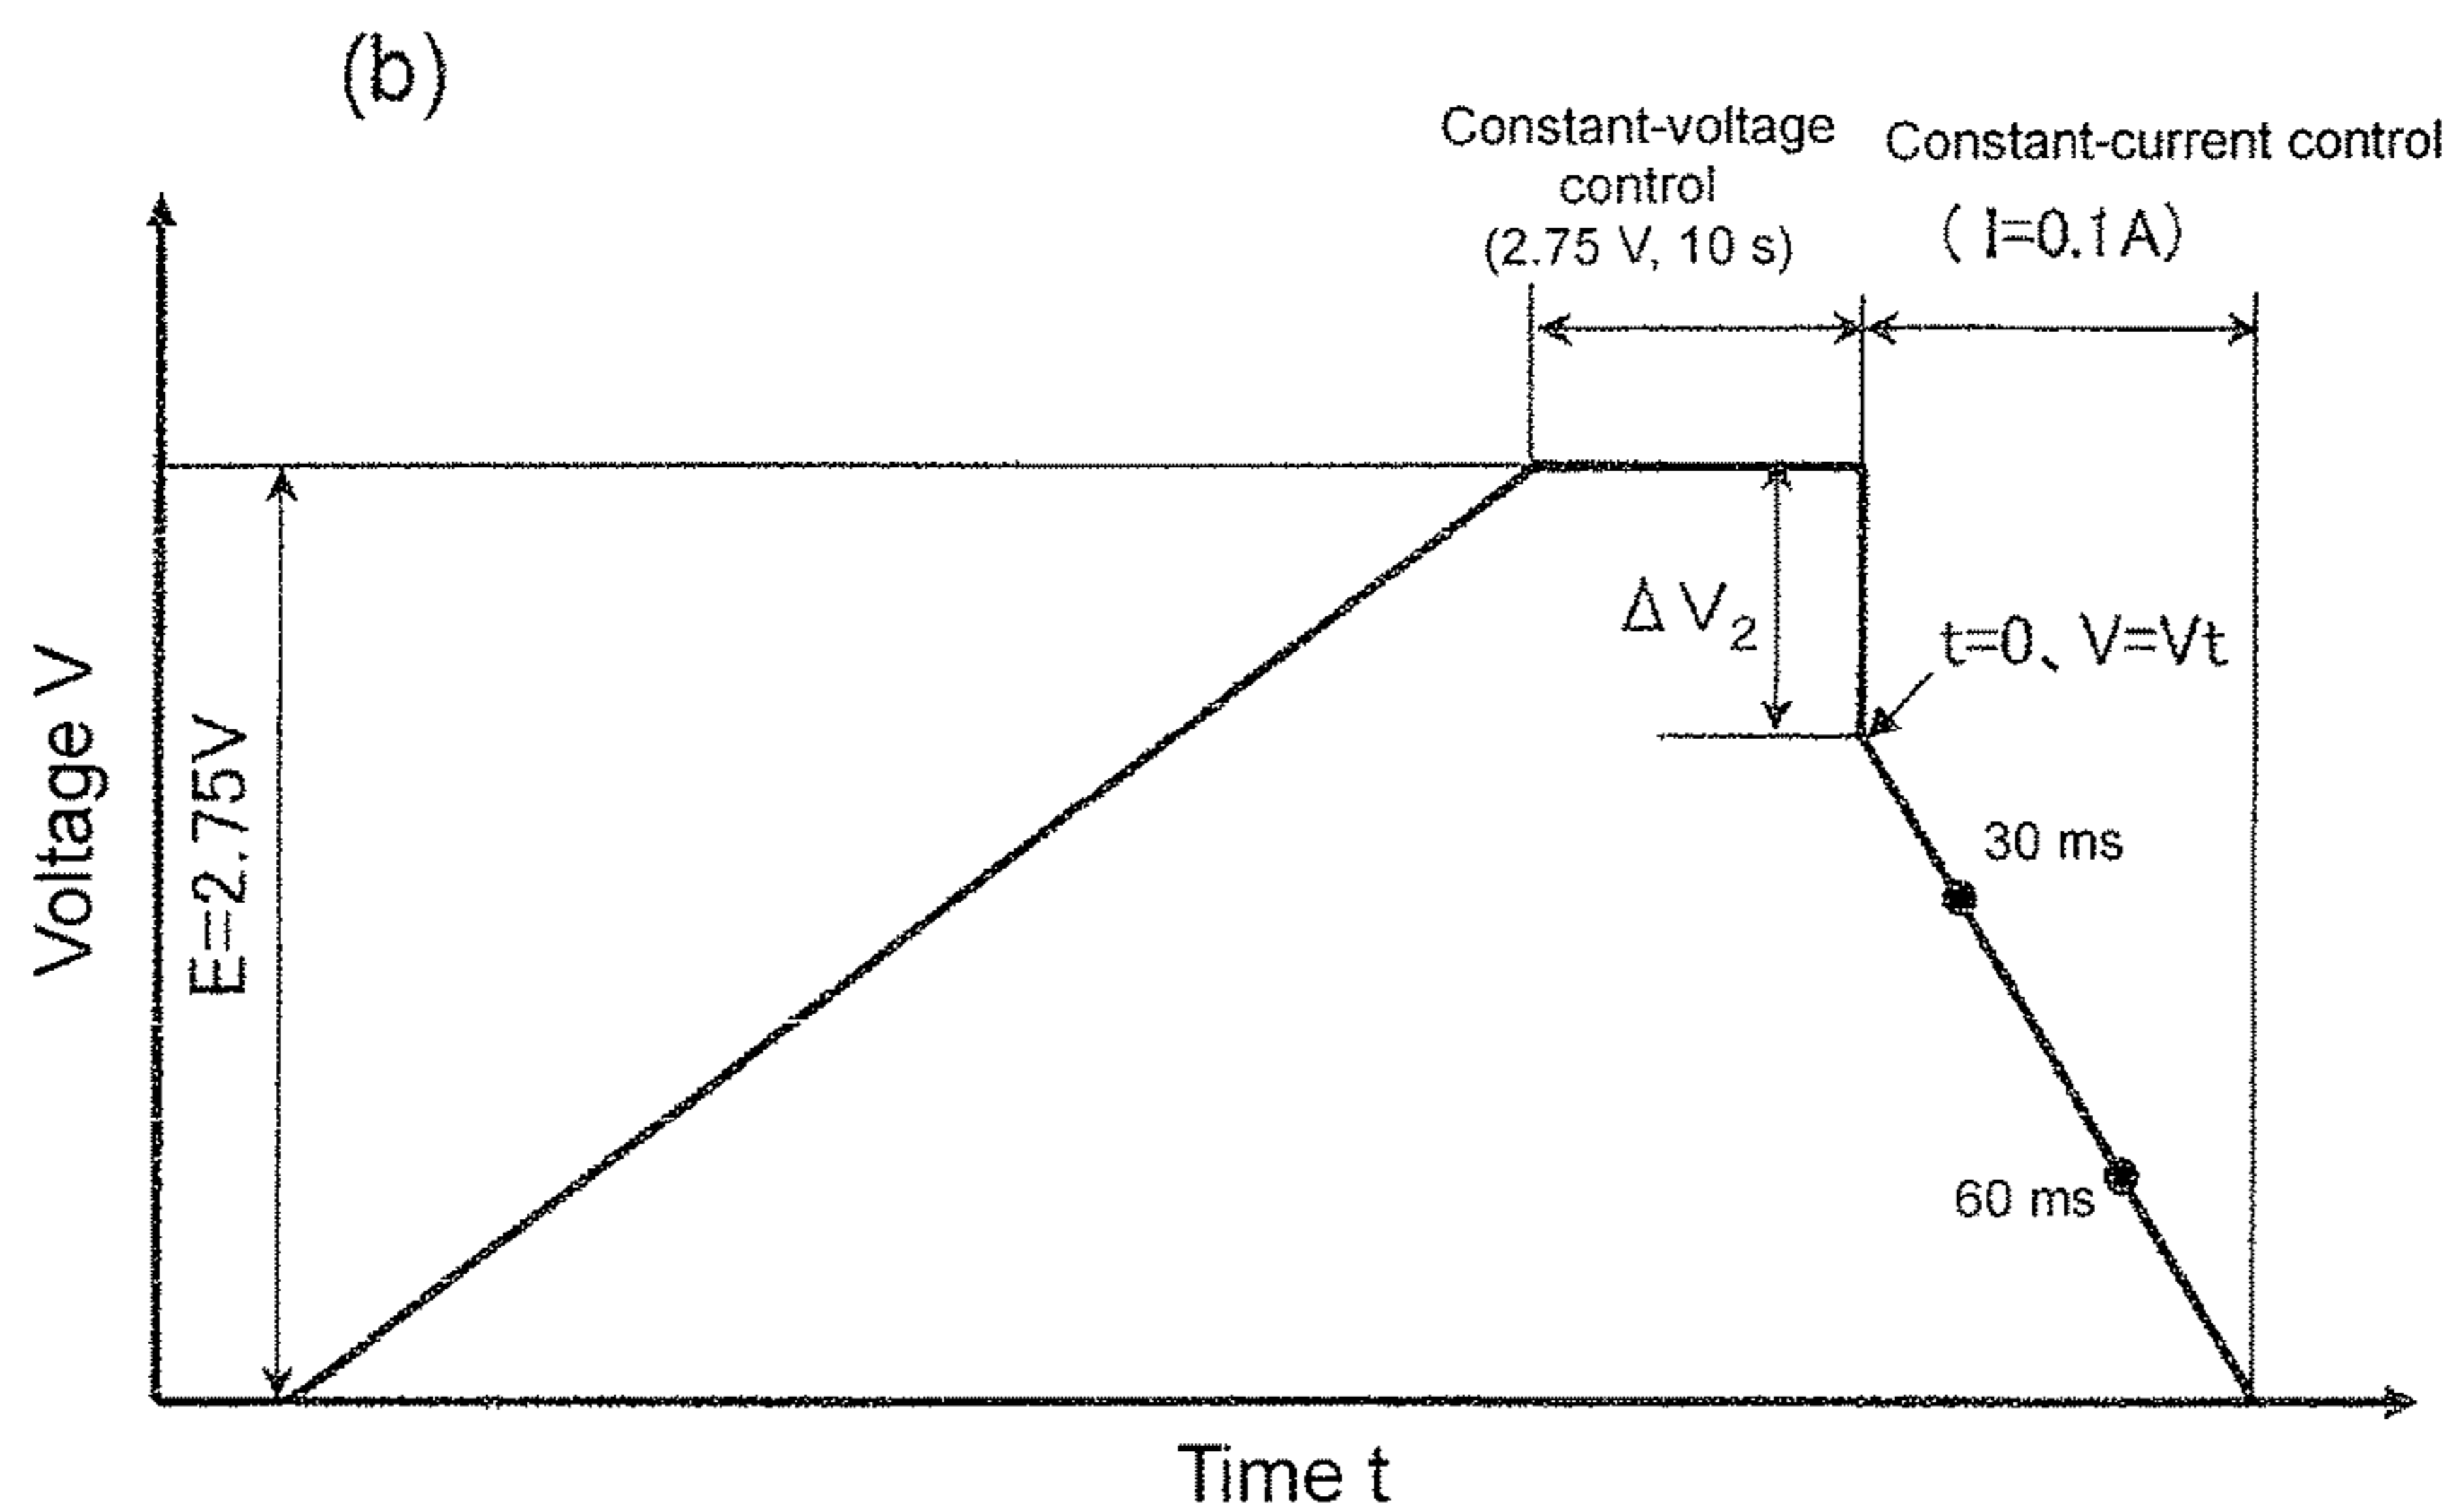 (b)
Constant-voltage
control
(2.75 V, 10 s)
Constant-current control
( I=0.1A)
Voltage V
E=2.75V
ΔV₂
t=0、V=Vt
30 ms
60 ms
Time t